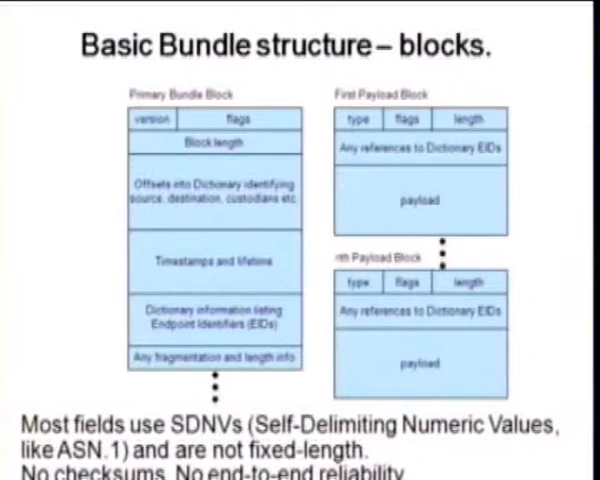 Basic Bundle structure – blocks.
Primary Bundle Block
version flags
Block length
Offsets into Dictionary identifying
source, destination, custodians etc
Timestamps and lifetime
Dictionary information listing
Endpoint Identifiers (EIDs)
Any fragmentation and length info
First Payload Block
type flags length
Any references to Dictionary EIDs
payload
nth Payload Block
type flags length
Any references to Dictionary EIDs
payload
Most fields use SDNVs (Self-Delimiting Numeric Values,
like ASN.1) and are not fixed-length.
No checksums. No end-to-end reliability